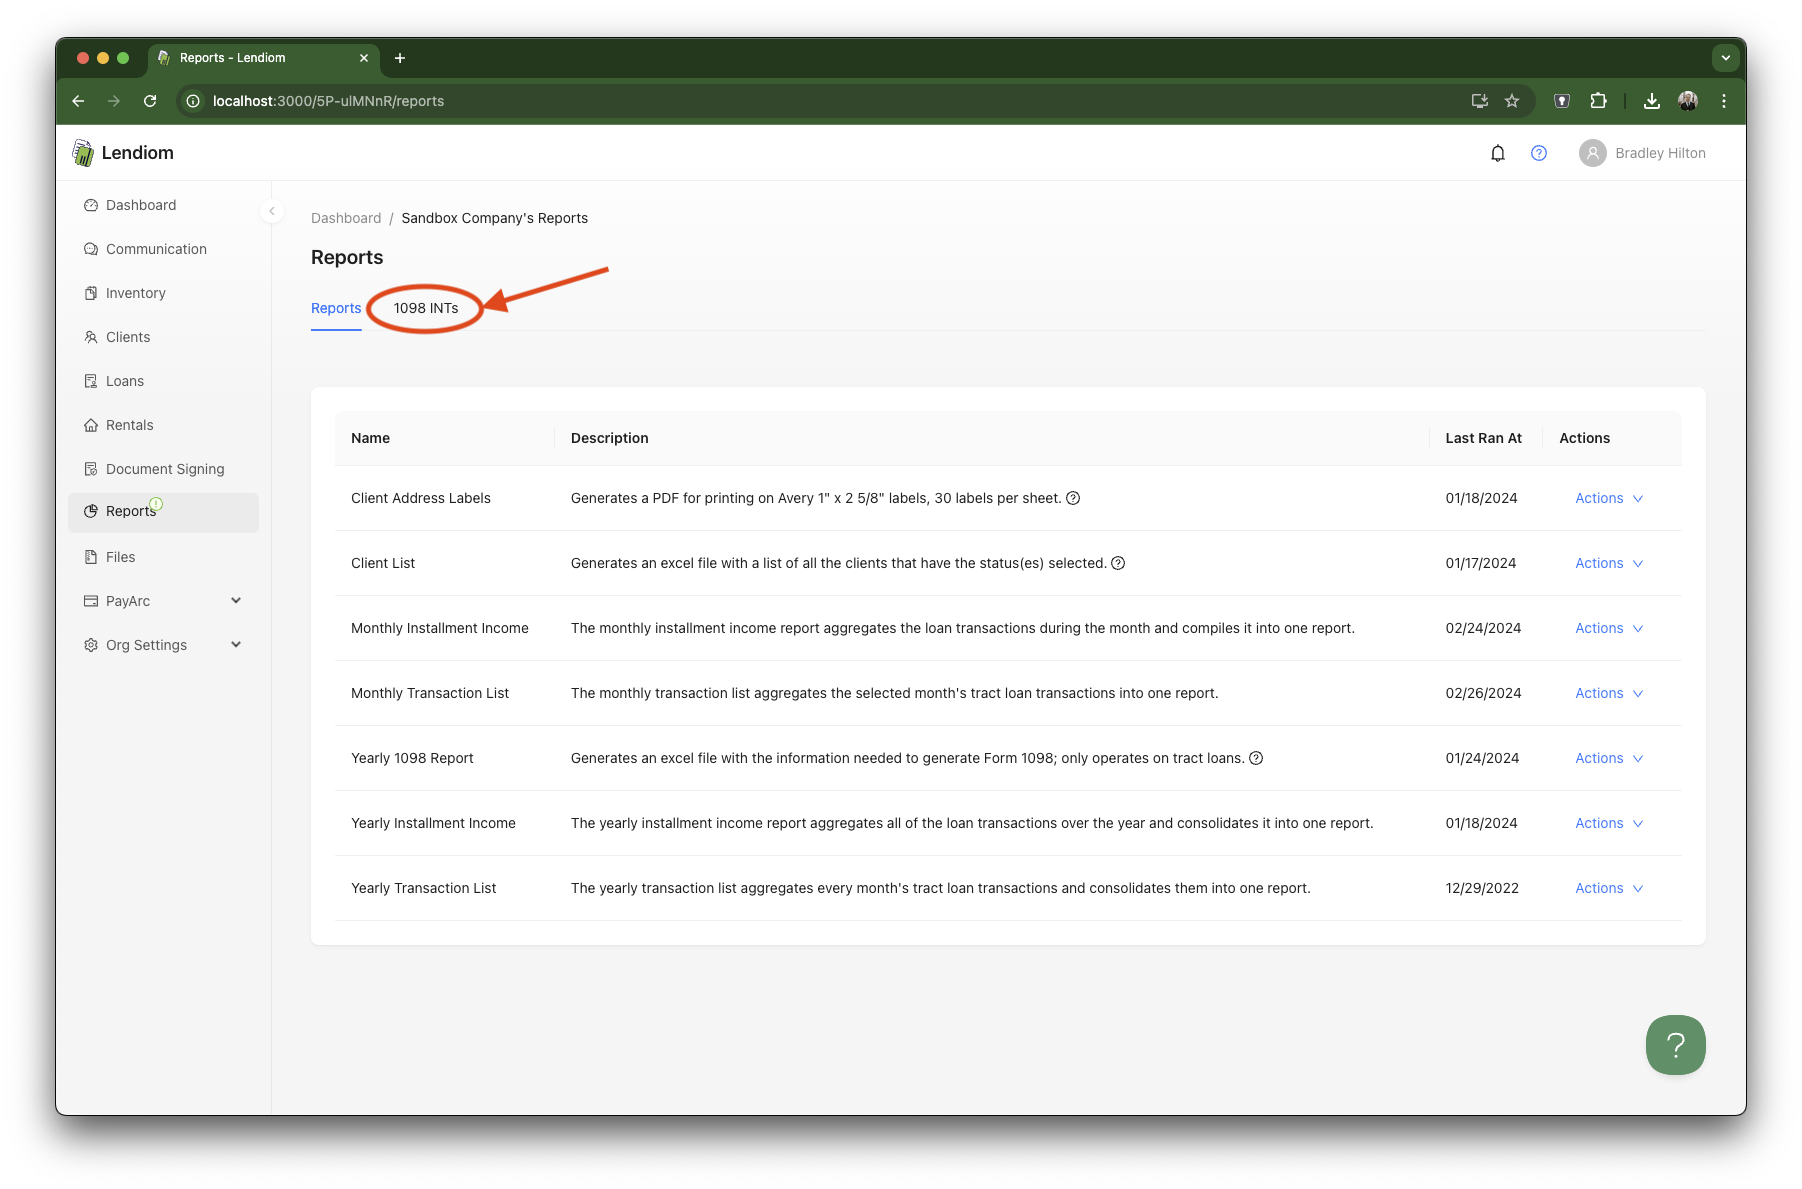 Reports - Lendiom
localhost:3000/5P-ulMNnR/reports
Lendiom
Bradley Hilton
Dashboard
Communication
Inventory
Clients
Loans
Rentals
Document Signing
Reports
Files
PayArc
Org Settings
Dashboard / Sandbox Company's Reports
Reports
Reports 1098 INTs
Name Description Last Ran At Actions
Client Address Labels Generates a PDF for printing on Avery 1" x 2 5/8" labels, 30 labels per sheet. 01/18/2024 Actions
Client List Generates an excel file with a list of all the clients that have the status(es) selected. 01/17/2024 Actions
Monthly Installment Income The monthly installment income report aggregates the loan transactions during the month and compiles it into one report. 02/24/2024 Actions
Monthly Transaction List The monthly transaction list aggregates the selected month's tract loan transactions into one report. 02/26/2024 Actions
Yearly 1098 Report Generates an excel file with the information needed to generate Form 1098; only operates on tract loans. 01/24/2024 Actions
Yearly Installment Income The yearly installment income report aggregates all of the loan transactions over the year and consolidates it into one report. 01/18/2024 Actions
Yearly Transaction List The yearly transaction list aggregates every month's tract loan transactions and consolidates them into one report. 12/29/2022 Actions
?